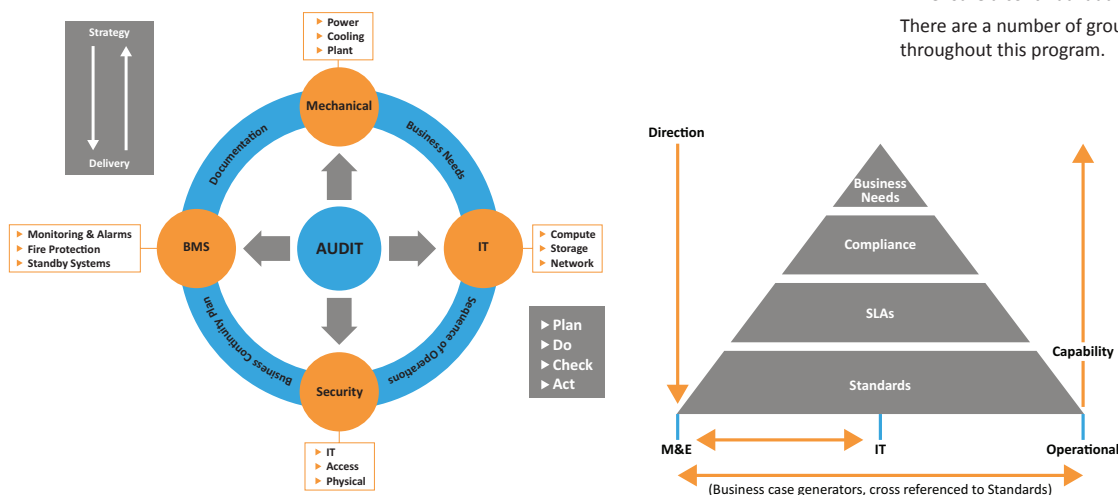 There are a number of grou
throughout this program.
Strategy
Delivery
Power
Cooling
Plant
Mechanical
Documentation
Business Needs
Monitoring & Alarms
Fire Protection
Standby Systems
BMS
AUDIT
IT
Compute
Storage
Network
Business Continuity Plan
Sequence of Operations
Security
IT
Access
Physical
Plan
Do
Check
Act
Direction
Business
Needs
Compliance
SLAs
Standards
Capability
M&E
IT
Operational
(Business case generators, cross referenced to Standards)